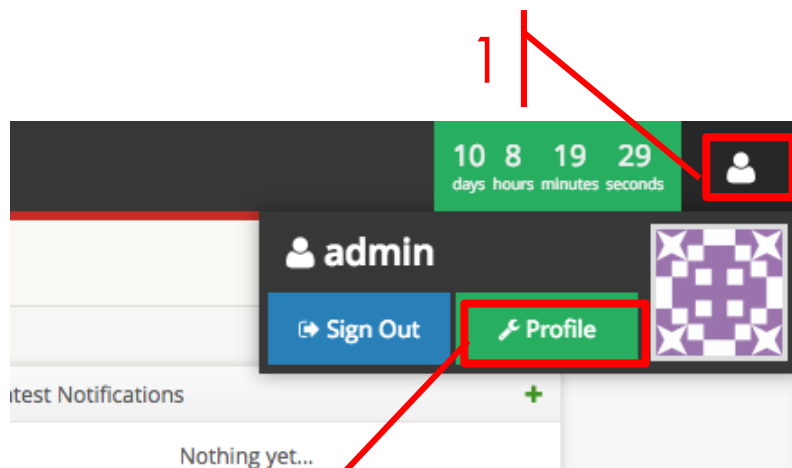 1
10 8 19 29
days hours minutes seconds
admin
Sign Out Profile
test Notifications
Nothing yet...